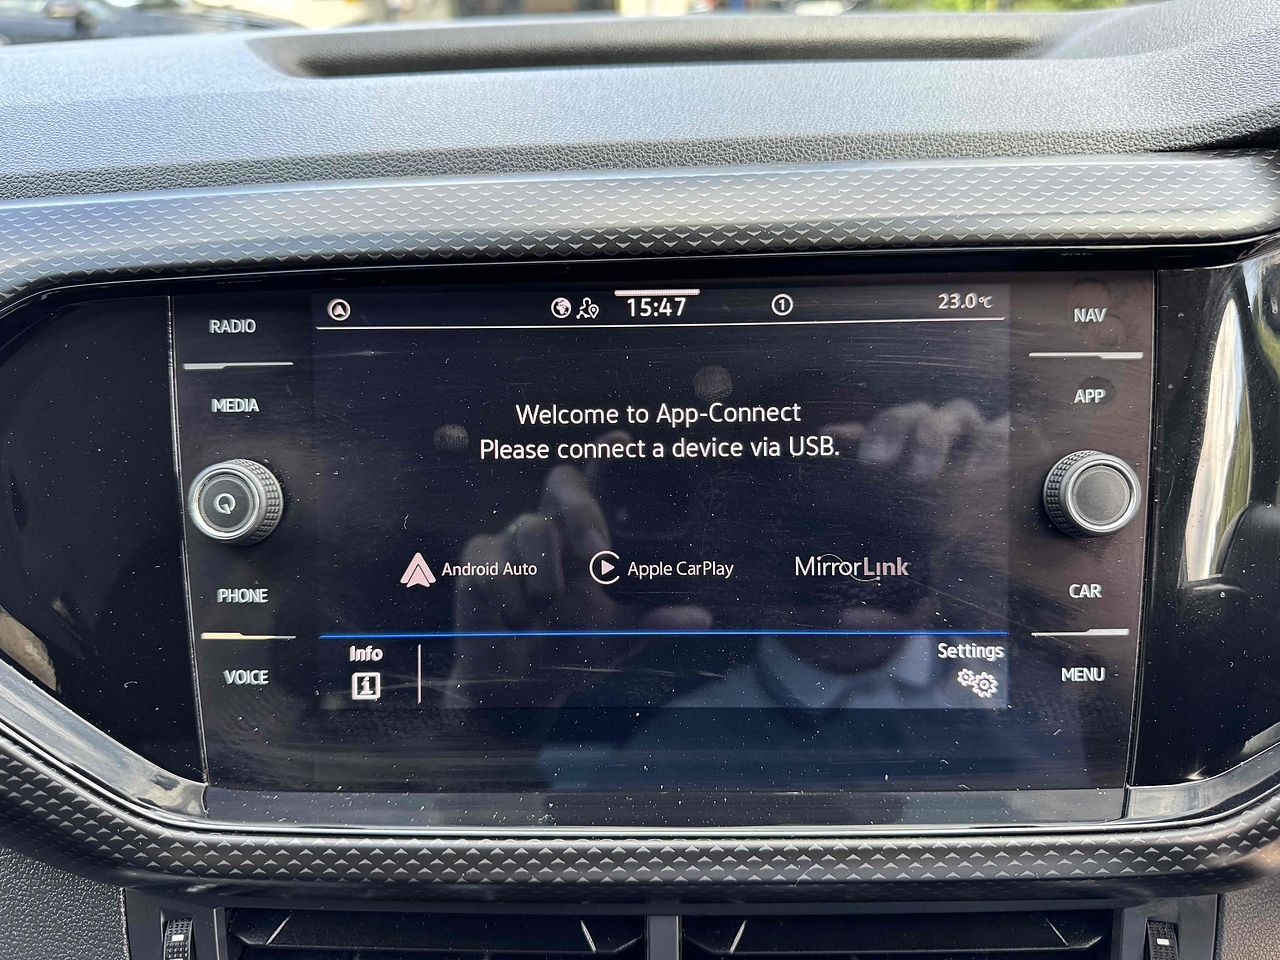 RADIO
MEDIA
PHONE
VOICE
15:47
1
23.0°C
Welcome to App-Connect
Please connect a device via USB.
Android Auto
Apple CarPlay
MirrorLink
Info
i
Settings
NAV
APP
CAR
MENU